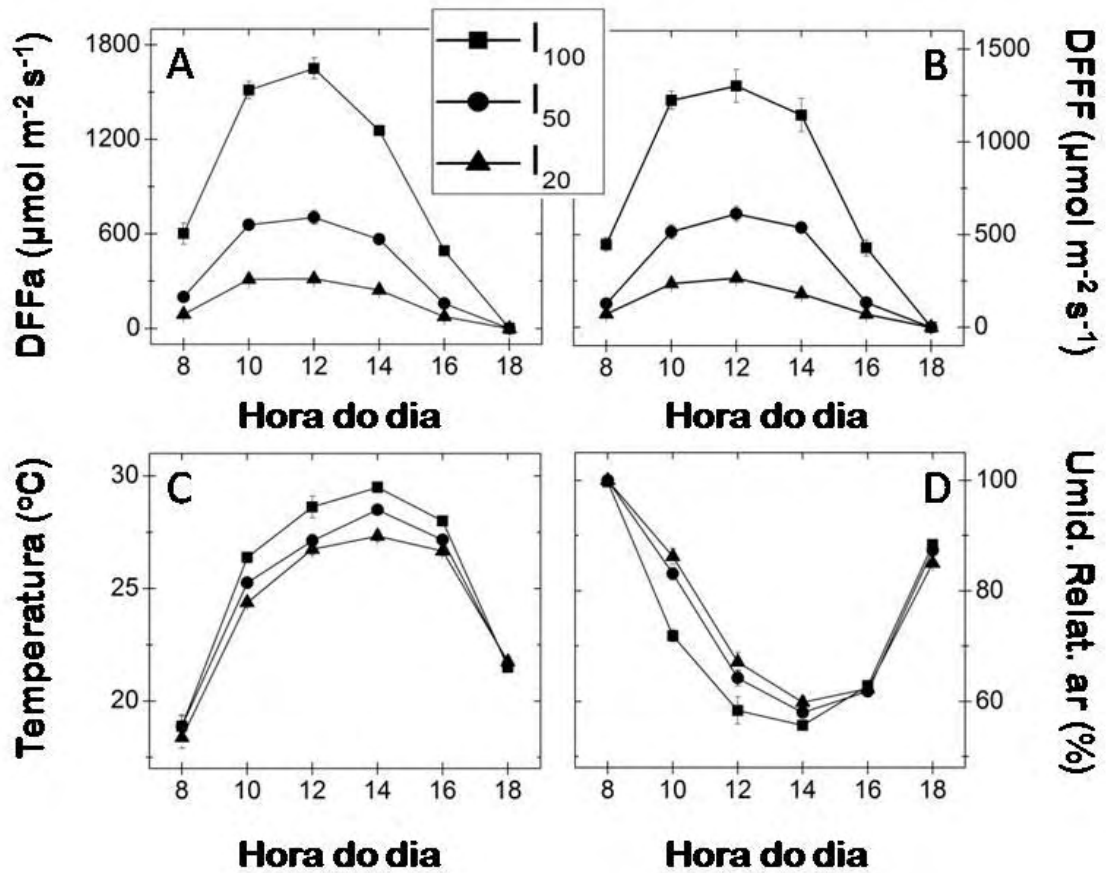 A
1800
1200
600
0
DFFa (µmol m⁻² s⁻¹)
8 10 12 14 16 18
Hora do dia
I100
I50
I20
B
1500
1000
500
0
DFFF (µmol m⁻² s⁻¹)
8 10 12 14 16 18
Hora do dia
C
30
25
20
Temperatura (ºC)
8 10 12 14 16 18
Hora do dia
D
100
80
60
Umid. Relat. ar (%)
8 10 12 14 16 18
Hora do dia